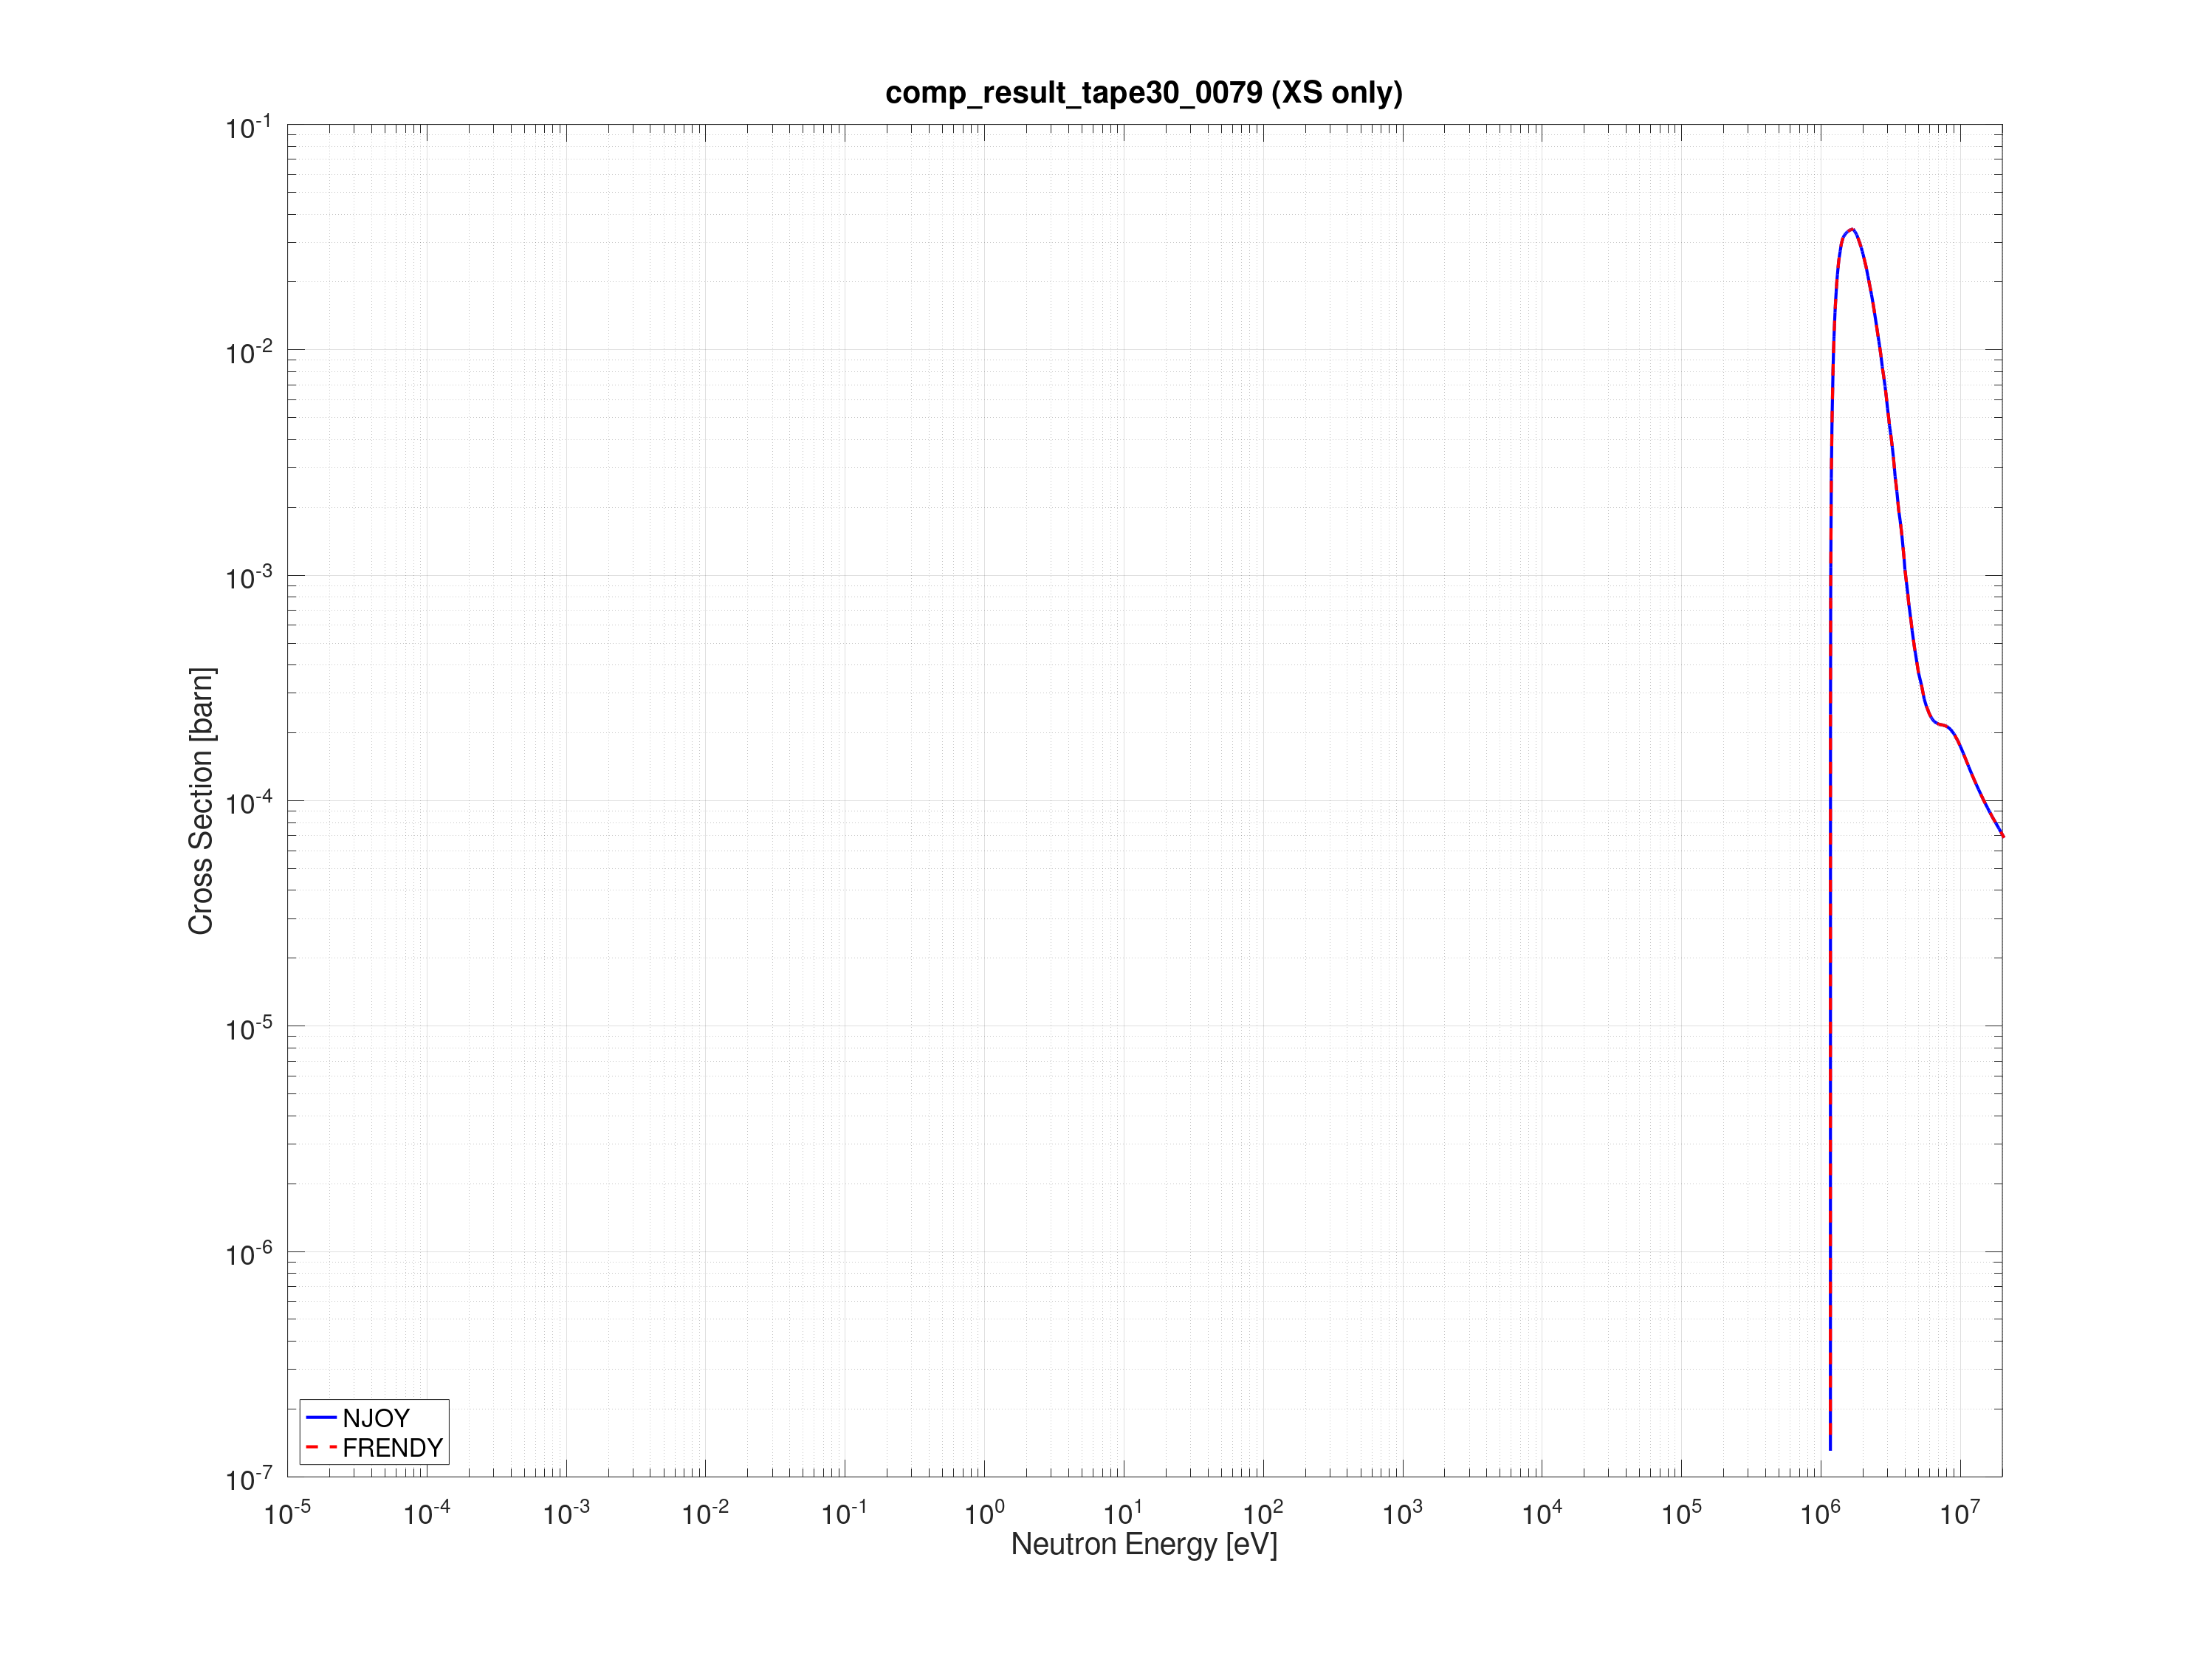 comp_result_tape30_0079 (XS only)
10^-1
10^-2
10^-3
10^-4
10^-5
10^-6
10^-7
Cross Section [barn]
NJOY
FRENDY
10^-5 10^-4 10^-3 10^-2 10^-1 10^0 10^1 10^2 10^3 10^4 10^5 10^6 10^7
Neutron Energy [eV]